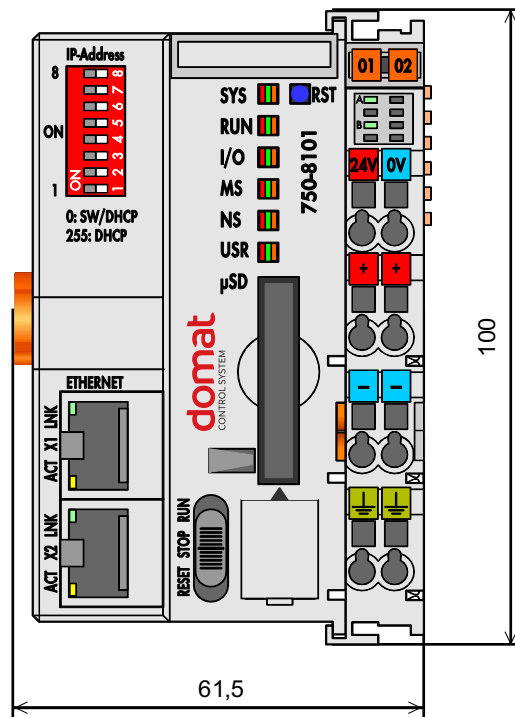 IP-Address
8
8
7
6
5
4
3
2
1
ON
ON
1
0: SW/DHCP
255: DHCP
SYS
RST
RUN
I/O
MS
NS
USR
µSD
750-8101
domat
CONTROL SYSTEM
ETHERNET
ACT X1 LNK
ACT X2 LNK
RESET STOP RUN
01 02
A
B
24V 0V
+ +
− −
100
61,5